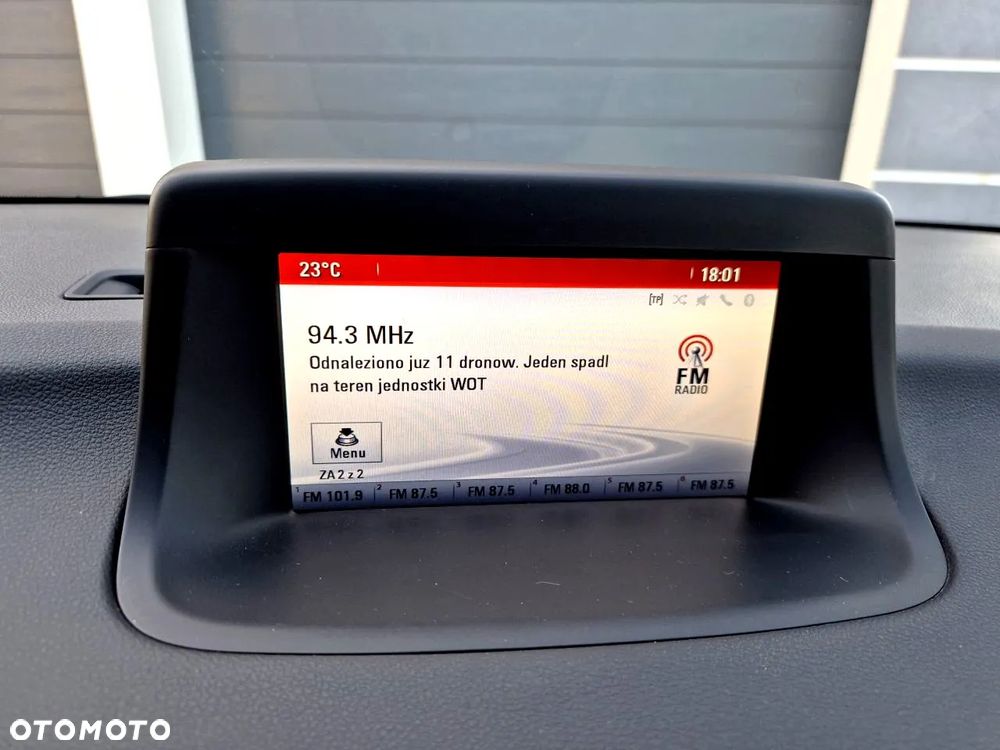 23°C 18:01
[TP]
94.3 MHz
Odnaleziono juz 11 dronow. Jeden spadl
na teren jednostki WOT
FM
RADIO
Menu
ZA 2 z 2
1 FM 101.9 2 FM 87.5 3 FM 87.5 4 FM 88.0 5 FM 87.5 6 FM 87.5
OTOMOTO